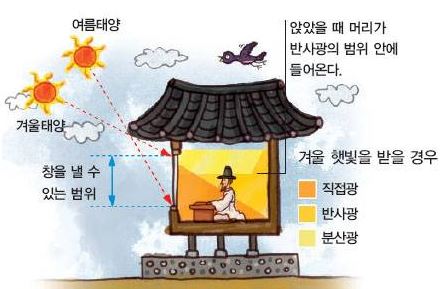 여름태양
겨울태양
앉았을 때 머리가
반사광의 범위 안에
들어온다.
창을 낼 수
있는 범위
겨울 햇빛을 받을 경우
직접광
반사광
분산광